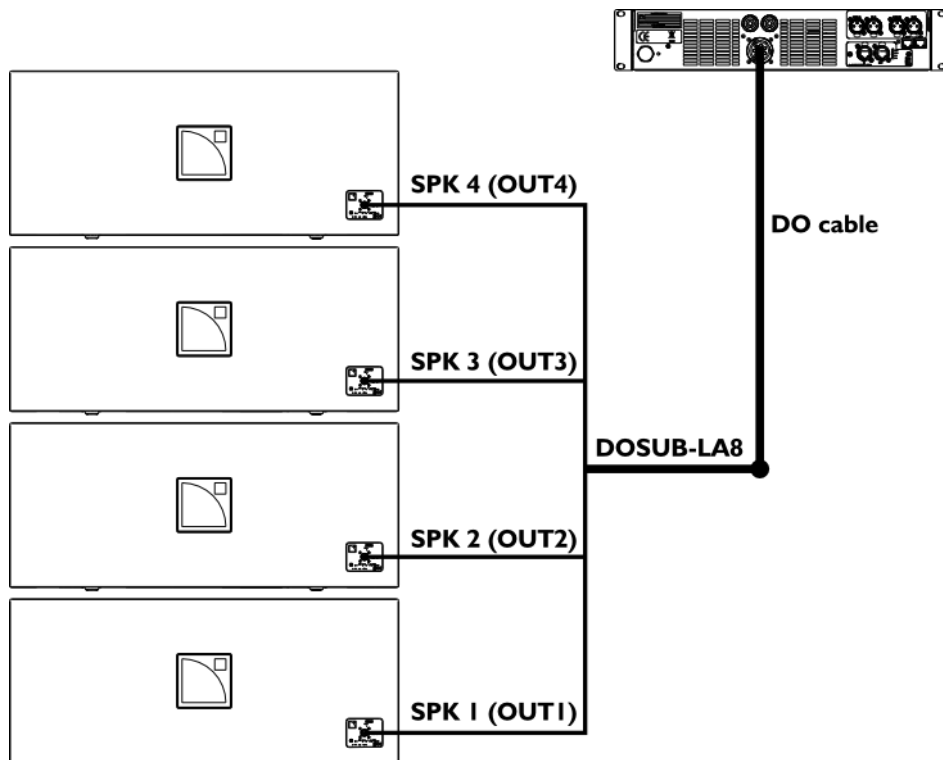 SPK 4 (OUT4)
DO cable
SPK 3 (OUT3)
DOSUB-LA8
SPK 2 (OUT2)
SPK 1 (OUT1)